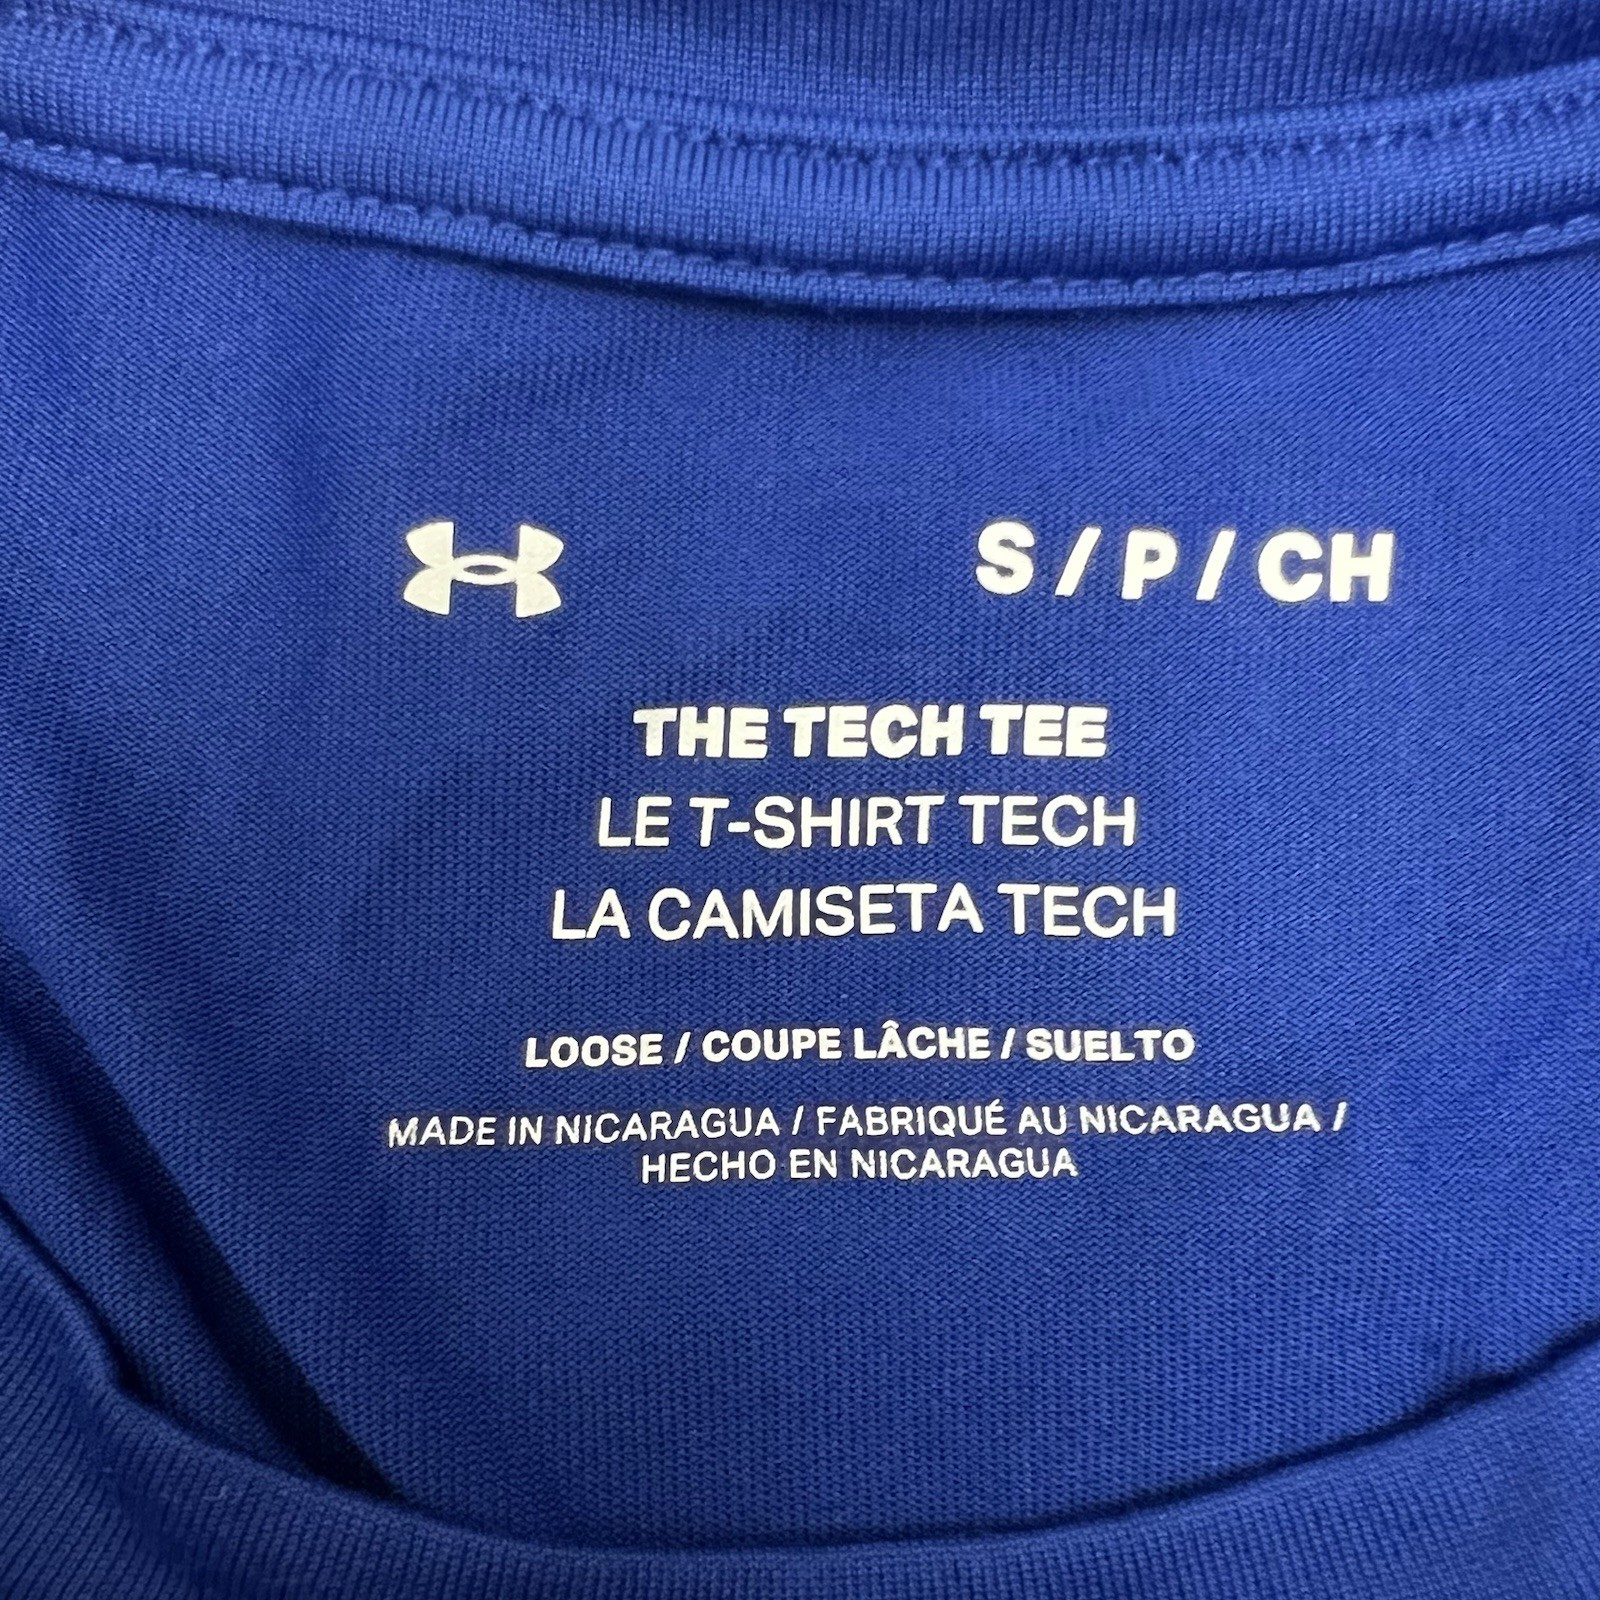 S / P / CH
THE TECH TEE
LE T-SHIRT TECH
LA CAMISETA TECH
LOOSE / COUPE LÂCHE / SUELTO
MADE IN NICARAGUA / FABRIQUÉ AU NICARAGUA /
HECHO EN NICARAGUA